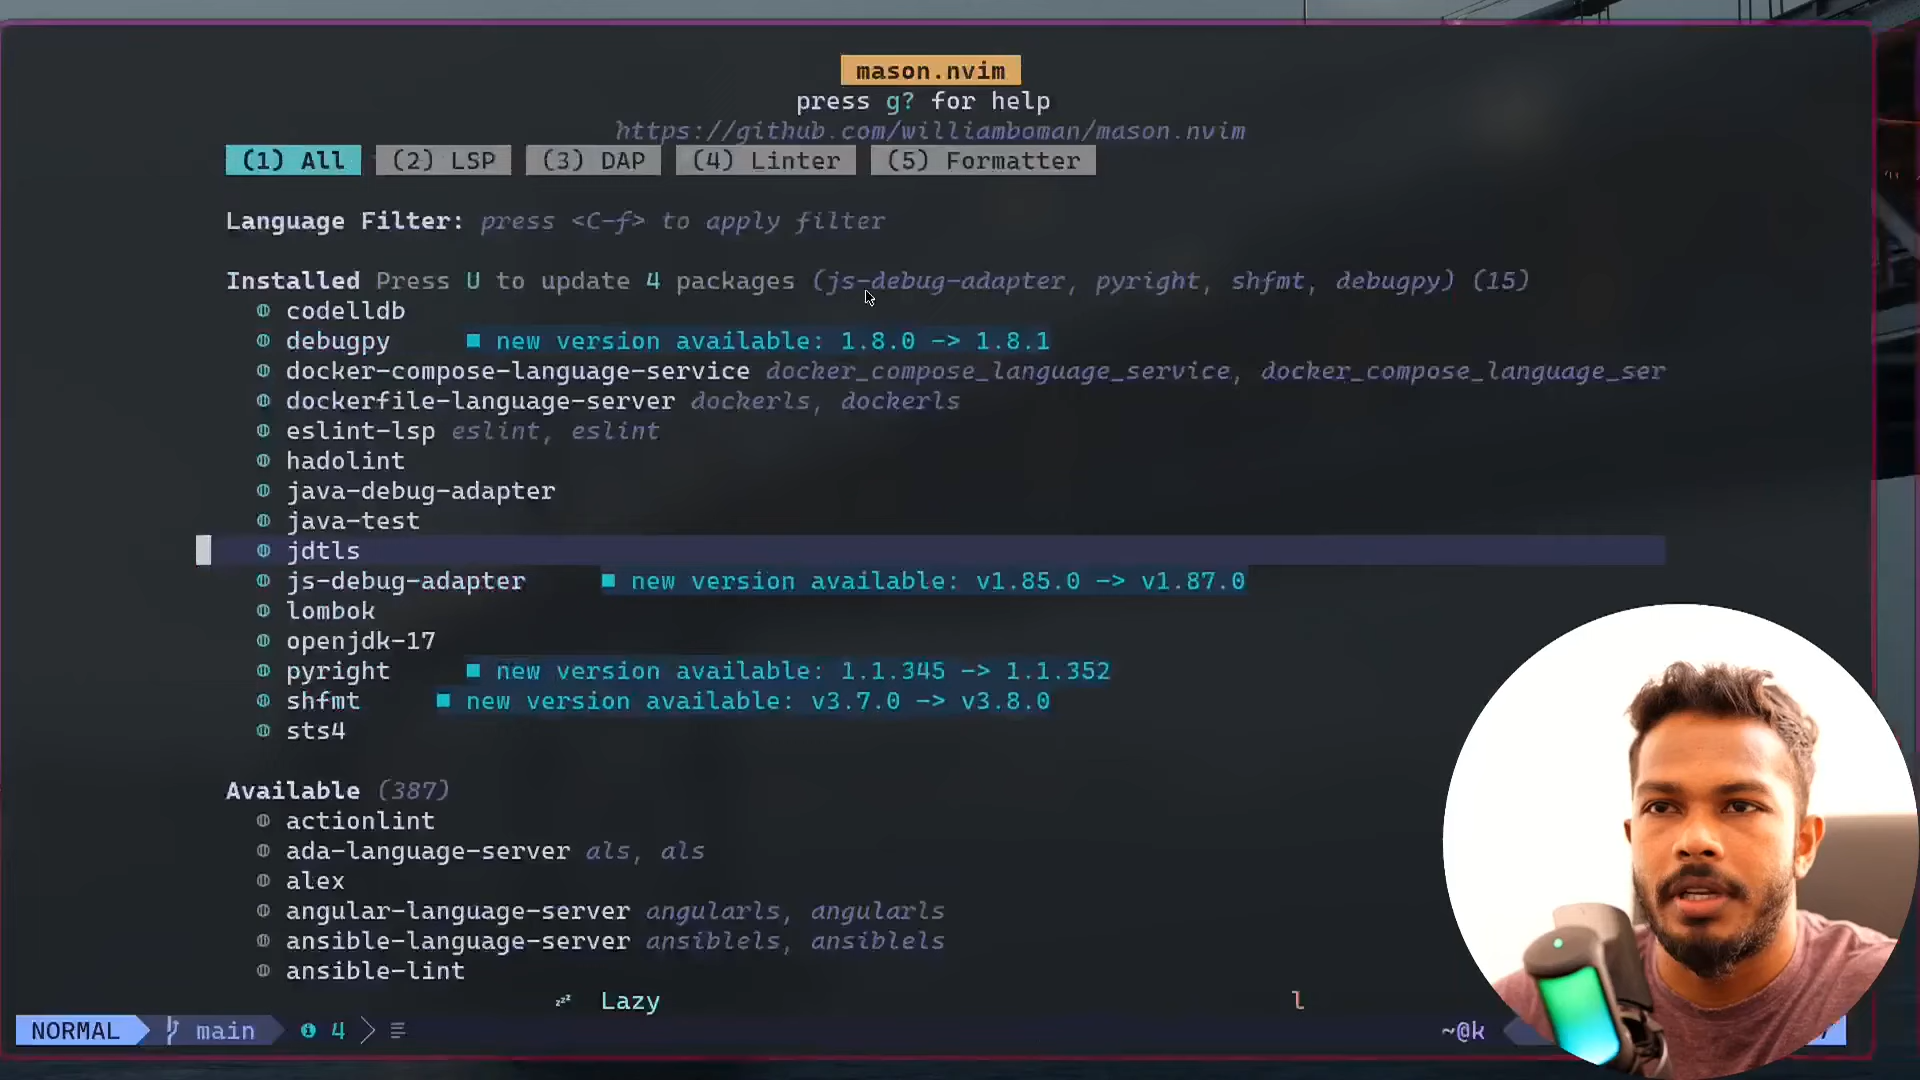 mason.nvim
press g? for help
https://github.com/williamboman/mason.nvim
(1) All (2) LSP (3) DAP (4) Linter (5) Formatter
Language Filter: press <C-f> to apply filter
Installed Press U to update 4 packages (js-debug-adapter, pyright, shfmt, debugpy) (15)
codelldb
debugpy new version available: 1.8.0 -> 1.8.1
docker-compose-language-service docker_compose_language_service, docker_compose_language_ser
dockerfile-language-server dockerls, dockerls
eslint-lsp eslint, eslint
hadolint
java-debug-adapter
java-test
jdtls
js-debug-adapter new version available: v1.85.0 -> v1.87.0
lombok
openjdk-17
pyright new version available: 1.1.345 -> 1.1.352
shfmt new version available: v3.7.0 -> v3.8.0
sts4
Available (387)
actionlint
ada-language-server als, als
alex
angular-language-server angularls, angularls
ansible-language-server ansiblels, ansiblels
ansible-lint
zzz Lazy l
NORMAL main 4 ~@k